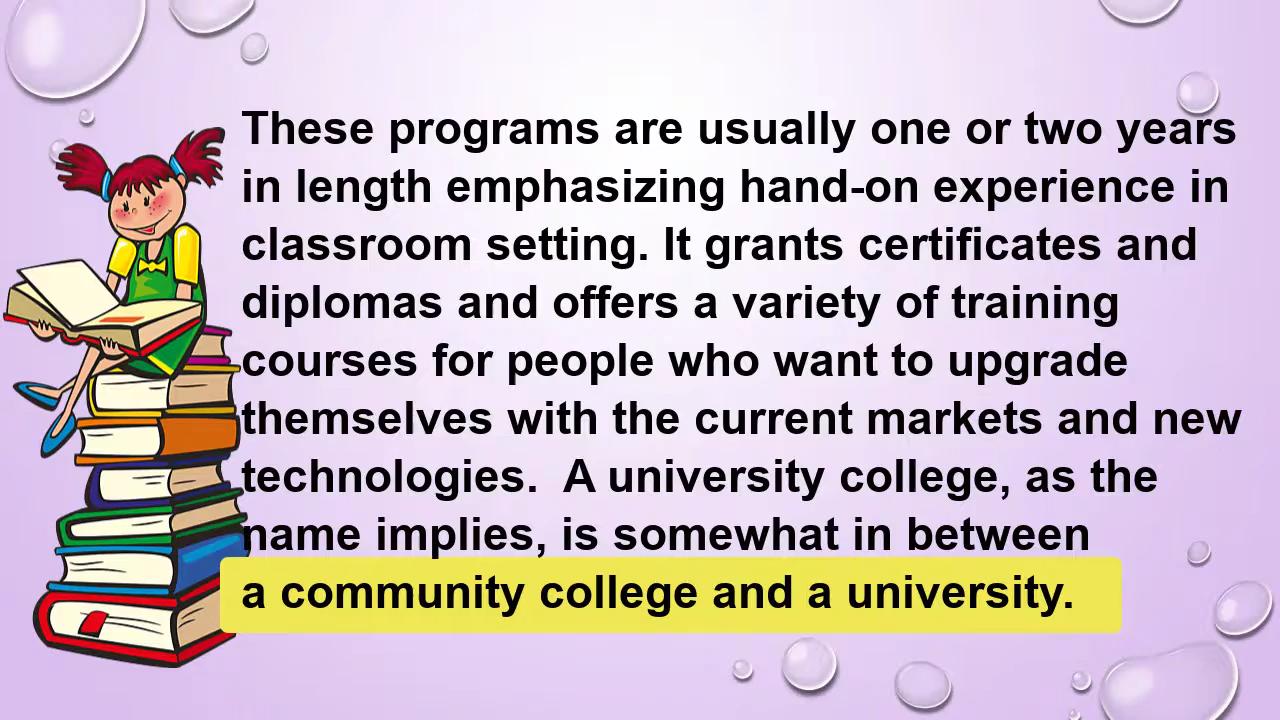 These programs are usually one or two years
in length emphasizing hand-on experience in
classroom setting. It grants certificates and
diplomas and offers a variety of training
courses for people who want to upgrade
themselves with the current markets and new
technologies.  A university college, as the
name implies, is somewhat in between
a community college and a university.